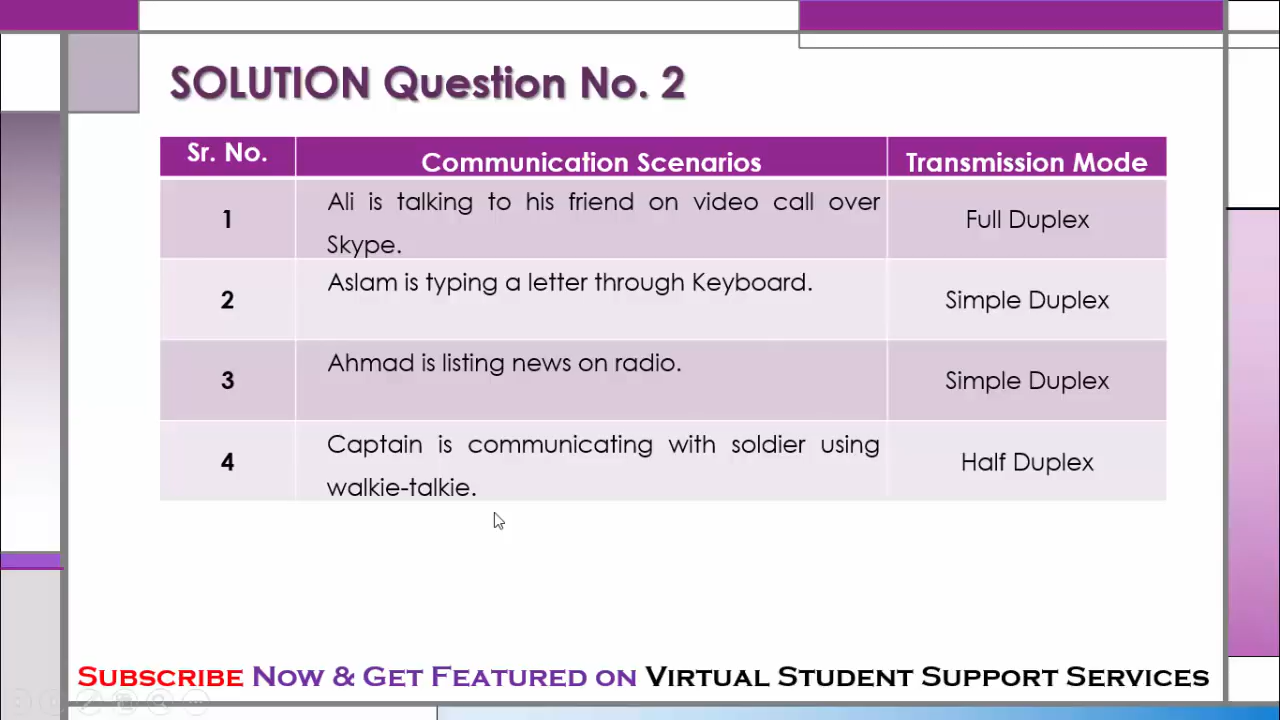 SOLUTION Question No. 2
Sr. No. Communication Scenarios Transmission Mode
1 Ali is talking to his friend on video call over Skype. Full Duplex
2 Aslam is typing a letter through Keyboard. Simple Duplex
3 Ahmad is listing news on radio. Simple Duplex
4 Captain is communicating with soldier using walkie-talkie. Half Duplex
SUBSCRIBE NOW & GET FEATURED ON VIRTUAL STUDENT SUPPORT SERVICES